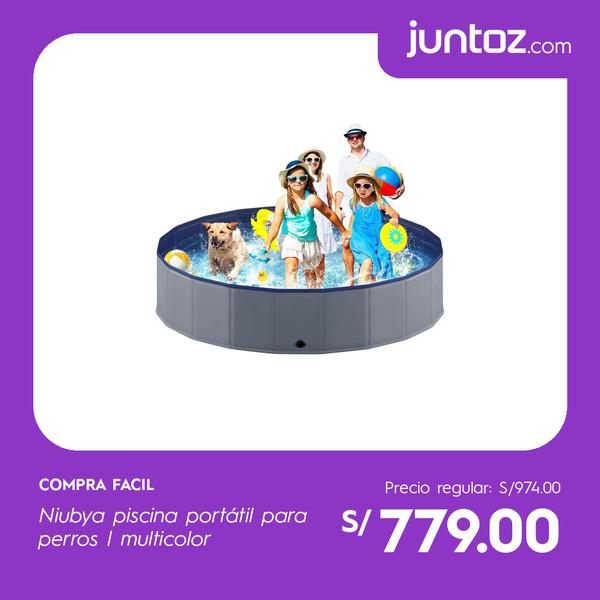 juntoz.com
COMPRA FACIL
Niubya piscina portátil para
perros | multicolor
Precio regular: S/974.00
S/779.00